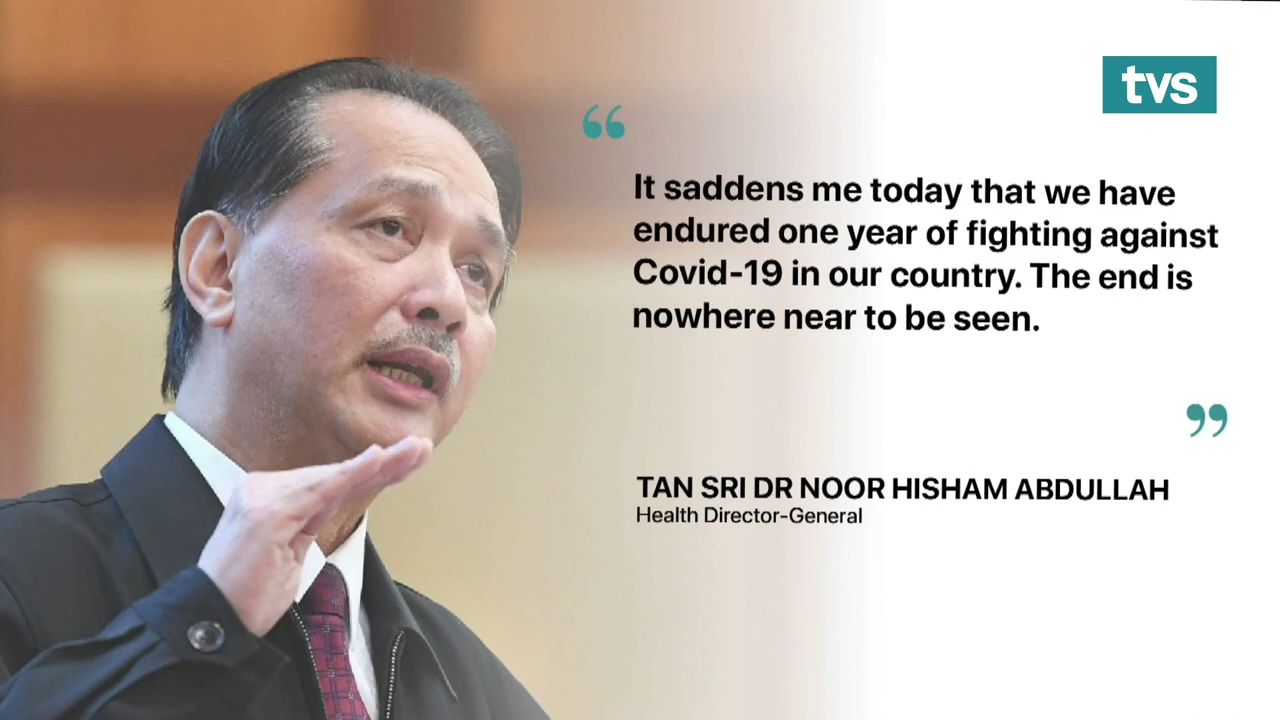 tvs
“
It saddens me today that we have
endured one year of fighting against
Covid-19 in our country. The end is
nowhere near to be seen.
”
TAN SRI DR NOOR HISHAM ABDULLAH
Health Director-General